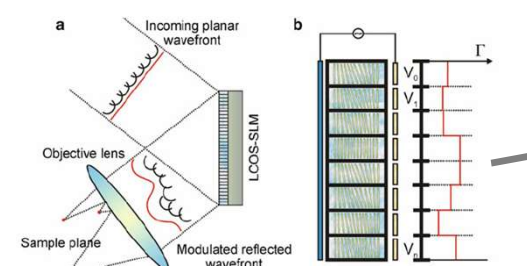 a
Incoming planar
wavefront
LCOS-SLM
Objective lens
Sample plane
Modulated reflected
wavefront
b
Γ
V₀
V₁
Vₙ